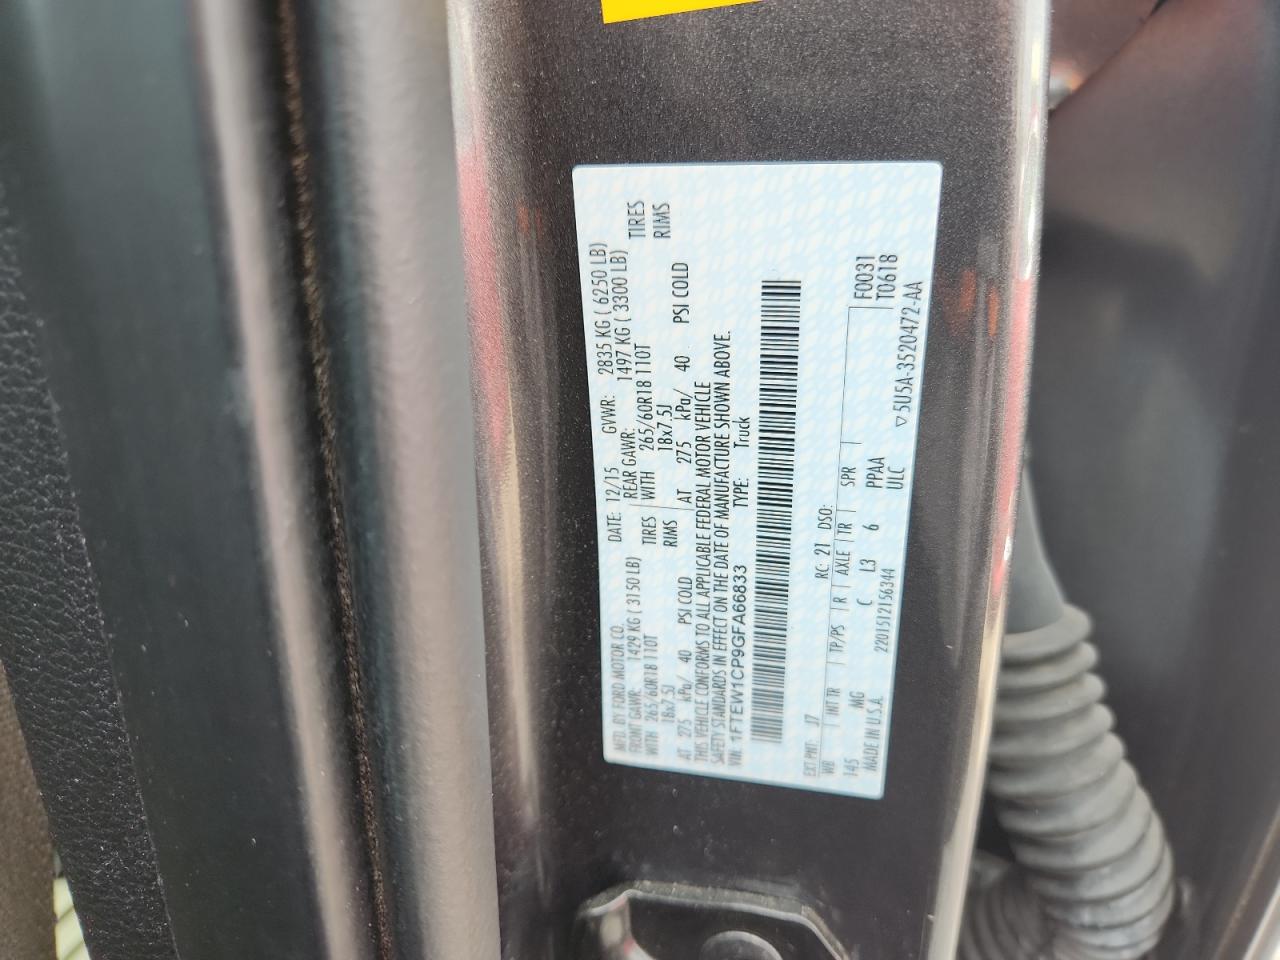 MFD. BY FORD MOTOR CO. DATE: 12/15 GVWR: 2835 KG ( 6250 LB)
FRONT GAWR: 1429 KG ( 3150 LB) REAR GAWR: 1497 KG ( 3300 LB)
WITH 265/60R18 110T TIRES WITH 265/60R18 110T TIRES
18x7.5J RIMS 18x7.5J RIMS
AT 275 kPa/ 40 PSI COLD AT 275 kPa/ 40 PSI COLD
THIS VEHICLE CONFORMS TO ALL APPLICABLE FEDERAL MOTOR VEHICLE
SAFETY STANDARDS IN EFFECT ON THE DATE OF MANUFACTURE SHOWN ABOVE.
VIN: 1FTEW1CP9GFA66833 TYPE: Truck
EXT PNT: J7 RC: 21 DSO:
WB INT TR TP/PS R AXLE TR SPR F0031
145 MG C L3 6 PPAA T0618
MADE IN U.S.A. 2201512156344 ULC
5U5A-3520472-AA